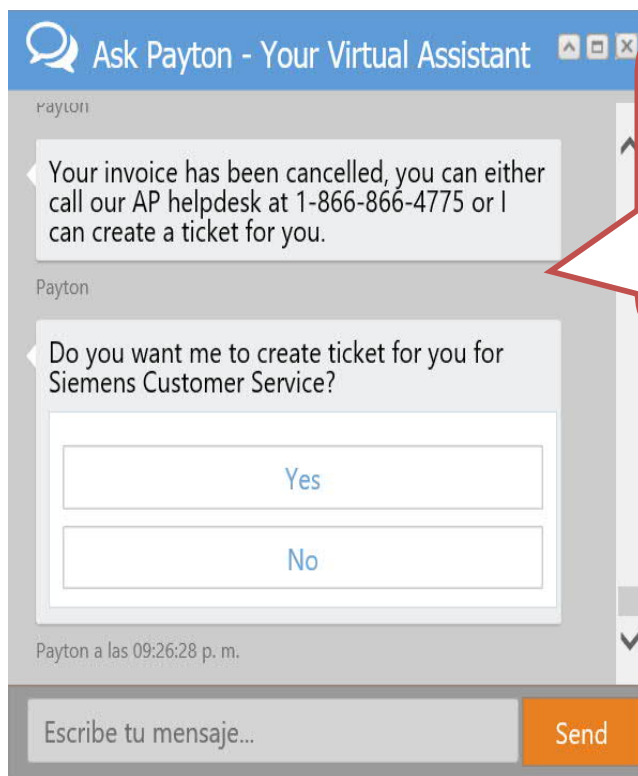 Ask Payton - Your Virtual Assistant
Payton
Your invoice has been cancelled, you can either
call our AP helpdesk at 1-866-866-4775 or I
can create a ticket for you.
Payton
Do you want me to create ticket for you for
Siemens Customer Service?
Yes
No
Payton a las 09:26:28 p. m.
Escribe tu mensaje...
Send